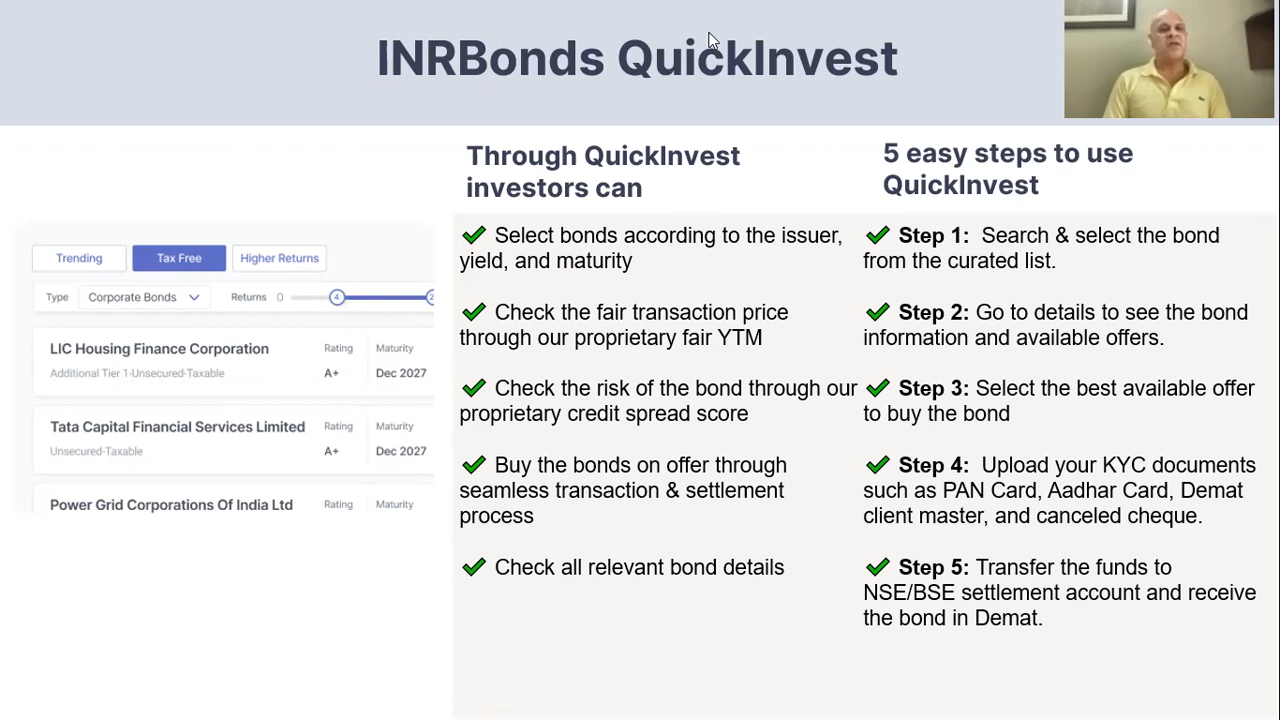 INRBonds QuickInvest
Through QuickInvest
investors can
✔ Select bonds according to the issuer,
yield, and maturity
✔ Check the fair transaction price
through our proprietary fair YTM
✔ Check the risk of the bond through our
proprietary credit spread score
✔ Buy the bonds on offer through
seamless transaction & settlement
process
✔ Check all relevant bond details
5 easy steps to use
QuickInvest
✔ Step 1: Search & select the bond
from the curated list.
✔ Step 2: Go to details to see the bond
information and available offers.
✔ Step 3: Select the best available offer
to buy the bond
✔ Step 4: Upload your KYC documents
such as PAN Card, Aadhar Card, Demat
client master, and canceled cheque.
✔ Step 5: Transfer the funds to
NSE/BSE settlement account and receive
the bond in Demat.
Trending Tax Free Higher Returns
Type Corporate Bonds Returns 0 4 2
LIC Housing Finance Corporation Rating Maturity
Additional Tier 1-Unsecured-Taxable A+ Dec 2027
Tata Capital Financial Services Limited Rating Maturity
Unsecured-Taxable A+ Dec 2027
Power Grid Corporations Of India Ltd Rating Maturity